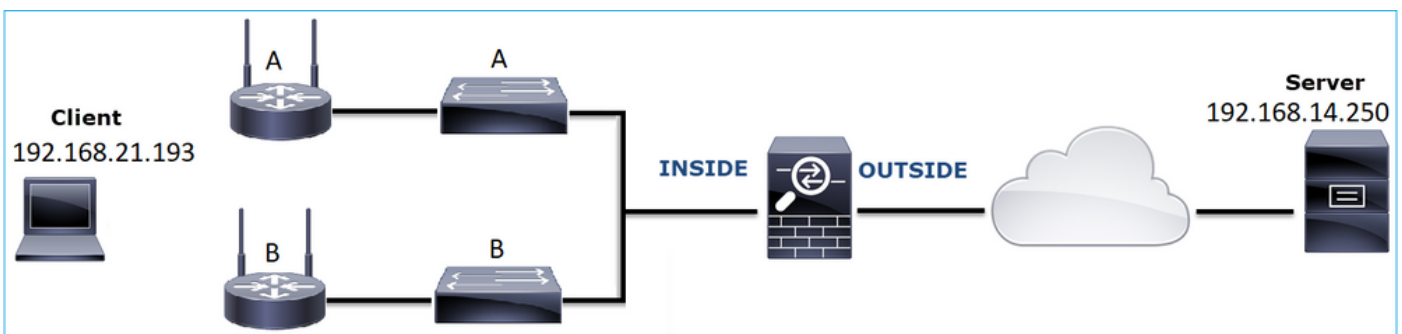 A
A
Client
192.168.21.193
B
B
INSIDE
OUTSIDE
Server
192.168.14.250